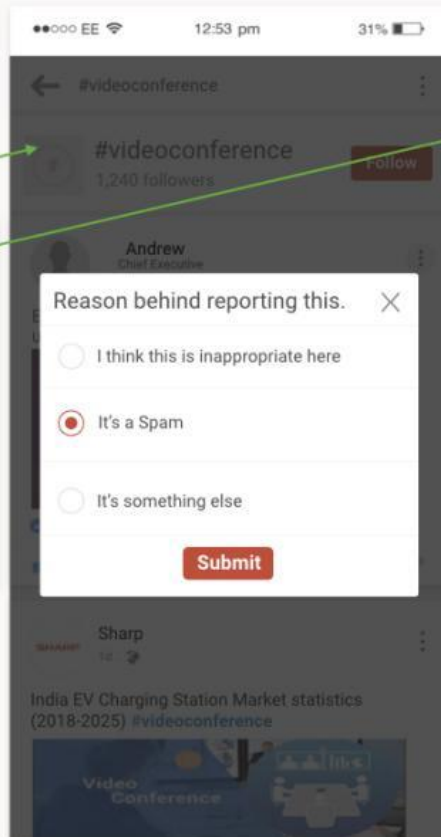 EE 12:53 pm 31%
#videoconference
#videoconference
1,240 followers
Follow
Andrew
Chief Executive
Reason behind reporting this.
I think this is inappropriate here
It's a Spam
It's something else
Submit
Sharp
1d
India EV Charging Station Market statistics
(2018-2025) #videoconference
Video
Conference